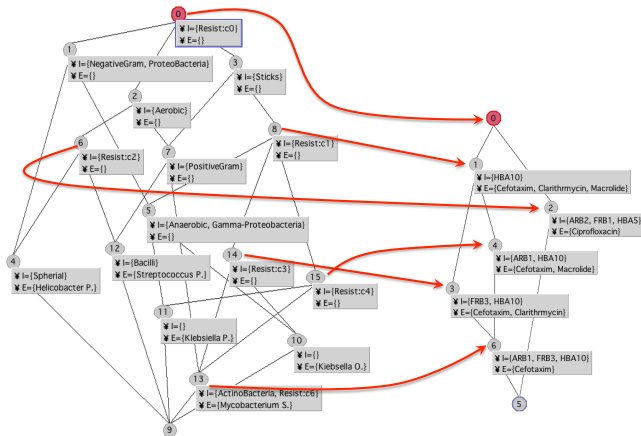 0
¥ I={Resist:c0}
¥ E={}
1
¥ I={NegativeGram, ProteoBacteria}
¥ E={}
3
¥ I={Sticks}
¥ E={}
2
¥ I={Aerobic}
¥ E={}
8
¥ I={Resist:c1}
¥ E={}
6
¥ I={Resist:c2}
¥ E={}
7
¥ I={PositiveGram}
¥ E={}
5
¥ I={Anaerobic, Gamma-Proteobacteria}
¥ E={}
4
¥ I={Spherial}
¥ E={Helicobacter P.}
12
¥ I={Bacilli}
¥ E={Streptococcus P.}
14
¥ I={Resist:c3}
¥ E={}
15
¥ I={Resist:c4}
¥ E={}
11
¥ I={}
¥ E={Klebsiella P.}
10
¥ I={}
¥ E={Kiebsella O.}
13
¥ I={ActinoBacteria, Resist:c6}
¥ E={Mycobacterium S.}
9
0
1
¥ I={HBA10}
¥ E={Cefotaxim, Clarithrmycin, Macrolide}
2
¥ I={ARB2, FRB1, HBA5}
¥ E={Ciprofloxacin}
4
¥ I={ARB1, HBA10}
¥ E={Cefotaxim, Macrolide}
3
¥ I={FRB3, HBA10}
¥ E={Cefotaxim, Clarithrmycin}
6
¥ I={ARB1, FRB3, HBA10}
¥ E={Cefotaxim}
5